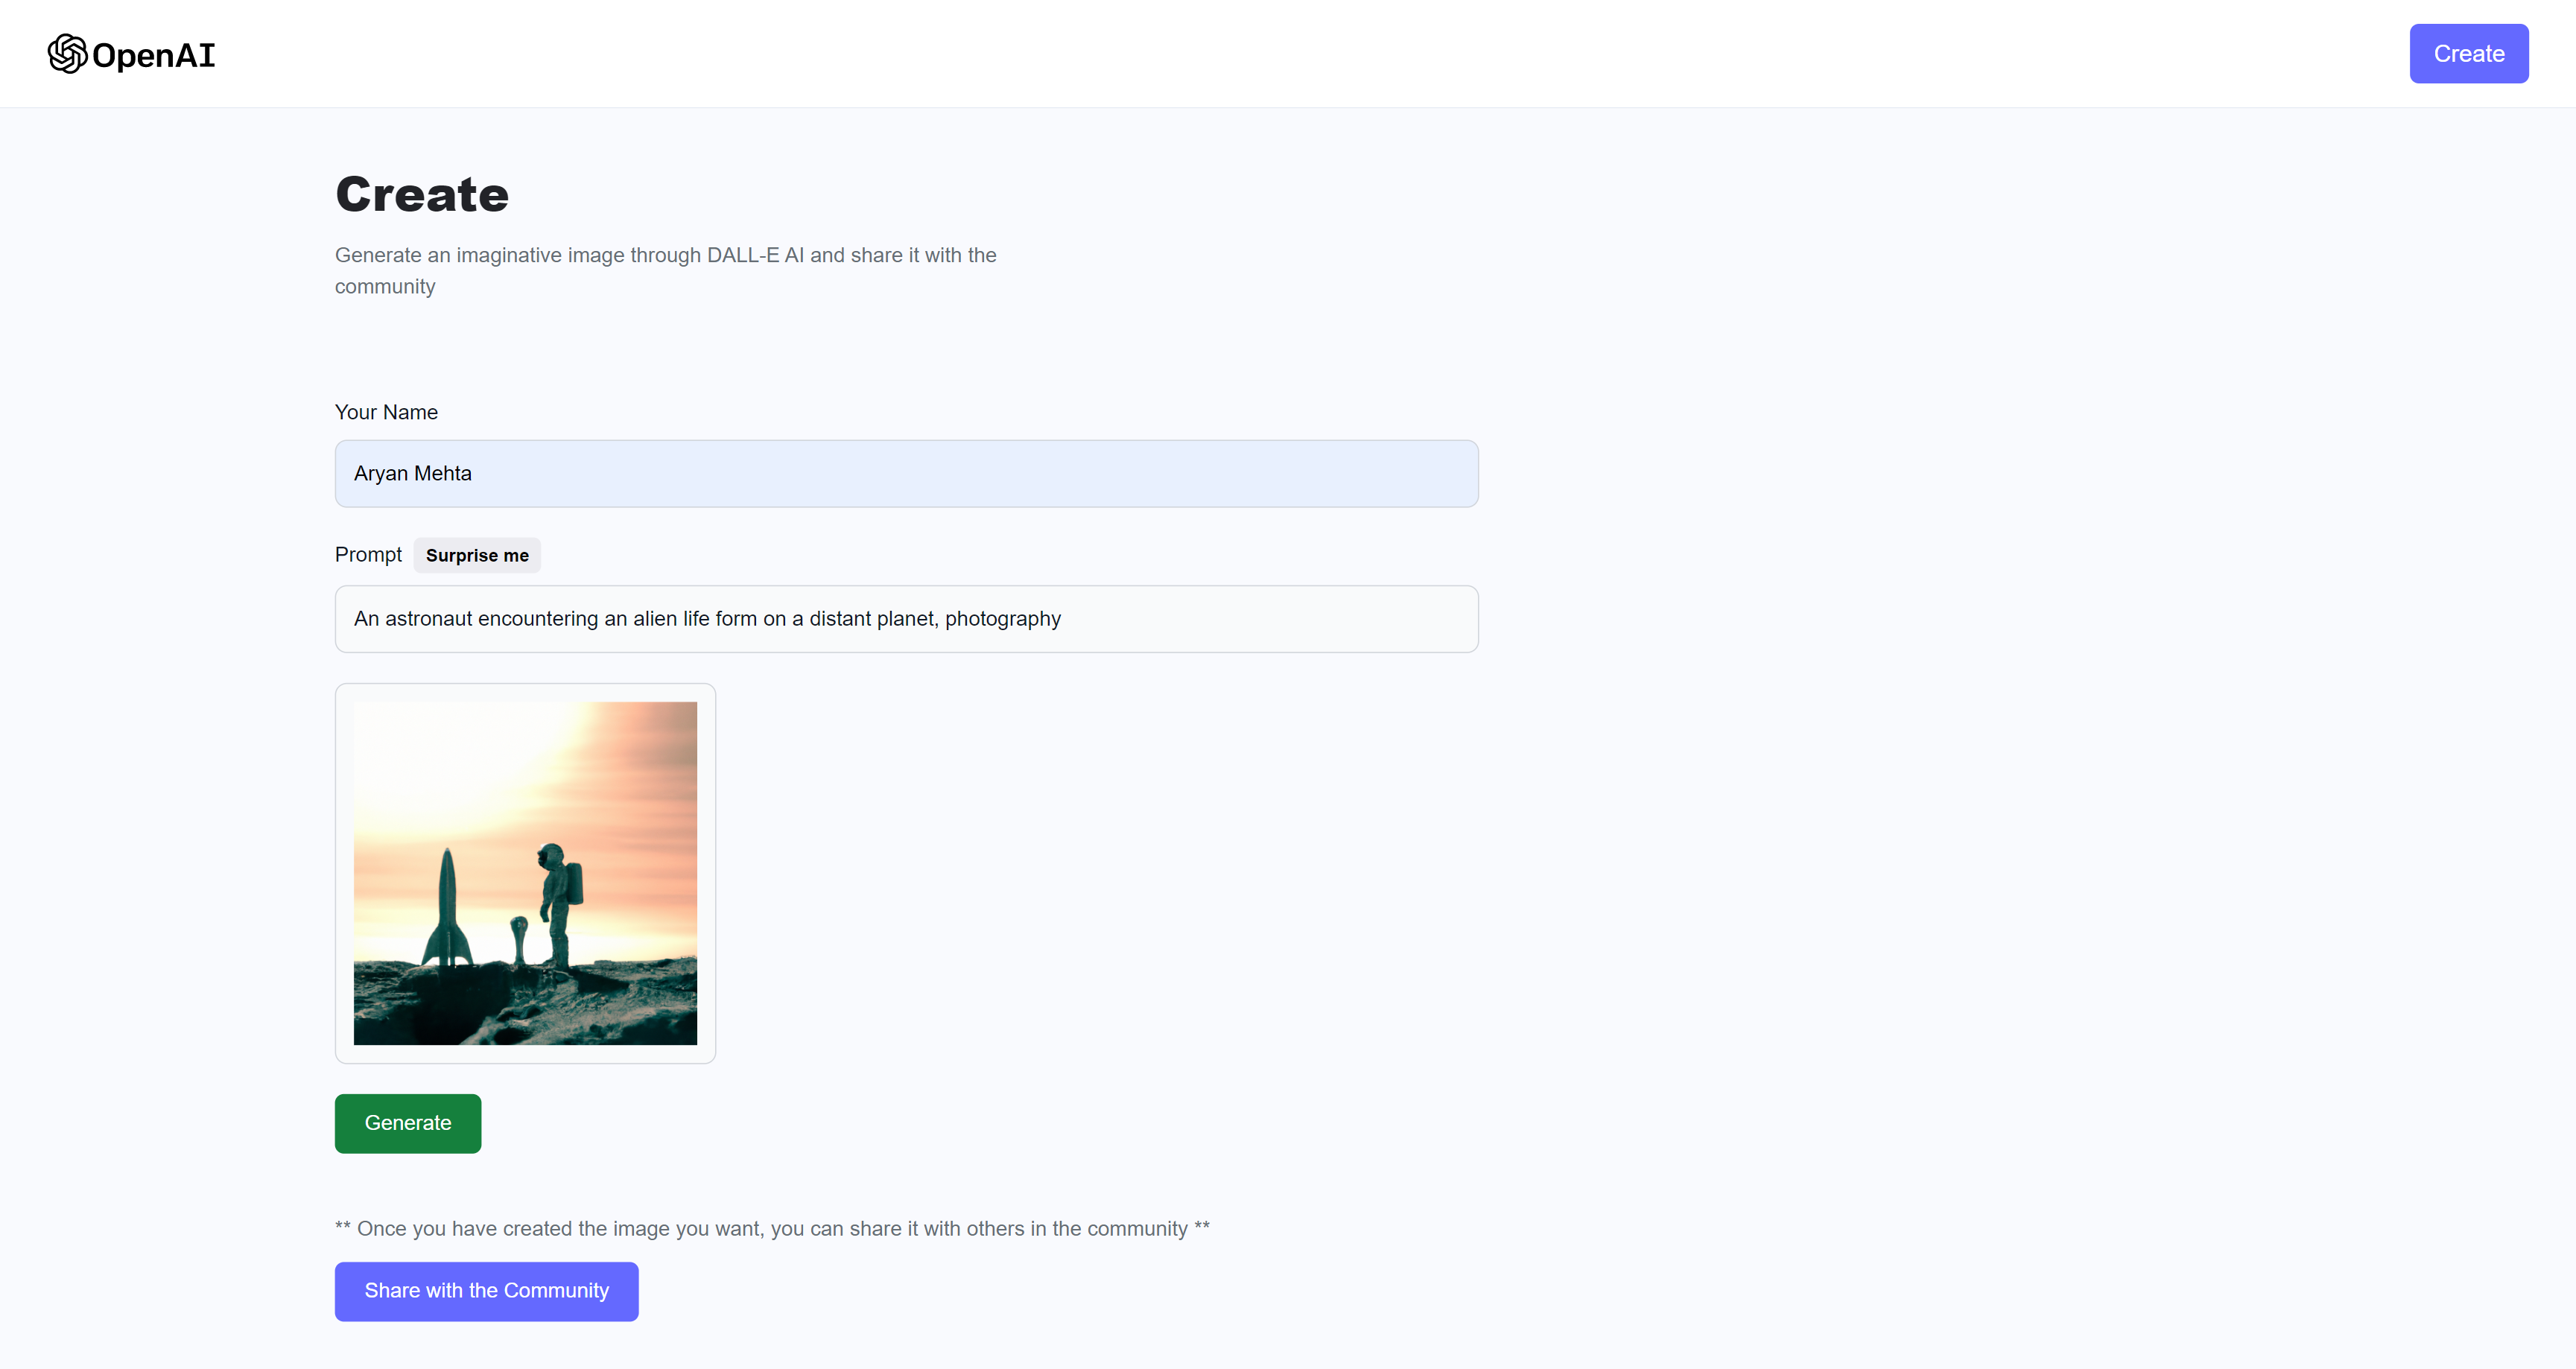 OpenAI
Create
Create
Generate an imaginative image through DALL-E AI and share it with the
community
Your Name
Aryan Mehta
Prompt Surprise me
An astronaut encountering an alien life form on a distant planet, photography
Generate
** Once you have created the image you want, you can share it with others in the community **
Share with the Community